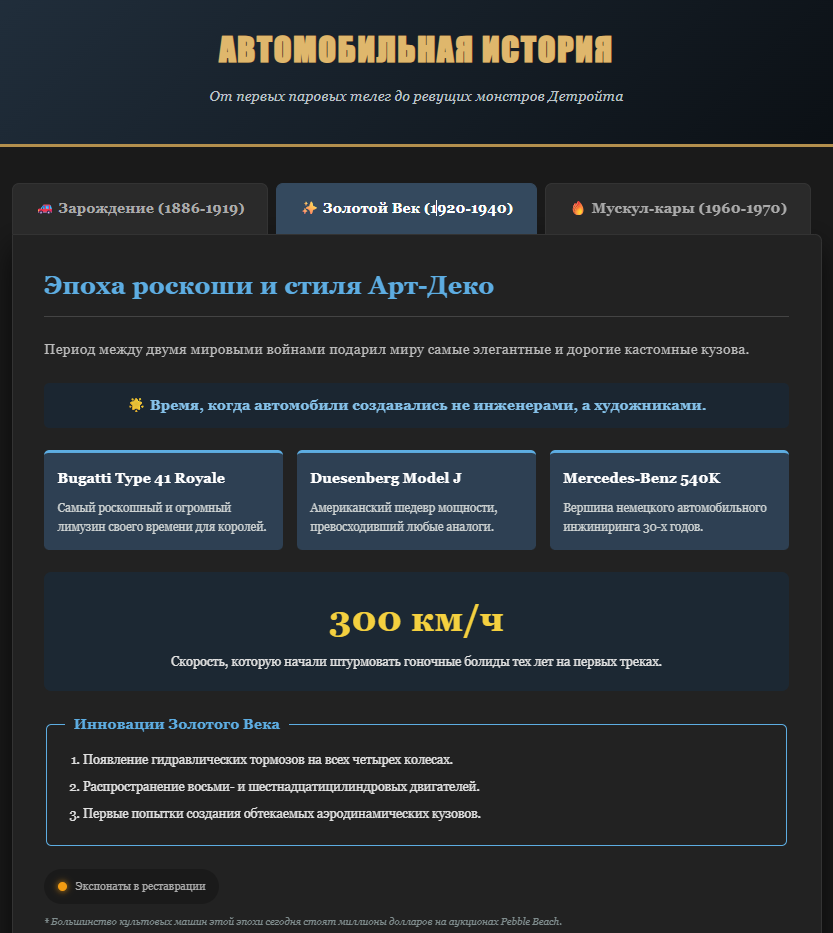 АВТОМОБИЛЬНАЯ ИСТОРИЯ
От первых паровых телег до ревущих монстров Детройта
🚗 Зарождение (1886-1919)
✨ Золотой Век (1920-1940)
🔥 Мускул-кары (1960-1970)
Эпоха роскоши и стиля Арт-Деко
Период между двумя мировыми войнами подарил миру самые элегантные и дорогие кастомные кузова.
🌟 Время, когда автомобили создавались не инженерами, а художниками.
Bugatti Type 41 Royale
Самый роскошный и огромный
лимузин своего времени для королей.
Duesenberg Model J
Американский шедевр мощности,
превосходивший любые аналоги.
Mercedes-Benz 540K
Вершина немецкого автомобильного
инжиниринга 30-х годов.
300 км/ч
Скорость, которую начали штурмовать гоночные болиды тех лет на первых треках.
Инновации Золотого Века
1. Появление гидравлических тормозов на всех четырех колесах.
2. Распространение восьми- и шестнадцатицилиндровых двигателей.
3. Первые попытки создания обтекаемых аэродинамических кузовов.
Экспонаты в реставрации
* Большинство культовых машин этой эпохи сегодня стоят миллионы долларов на аукционах Pebble Beach.